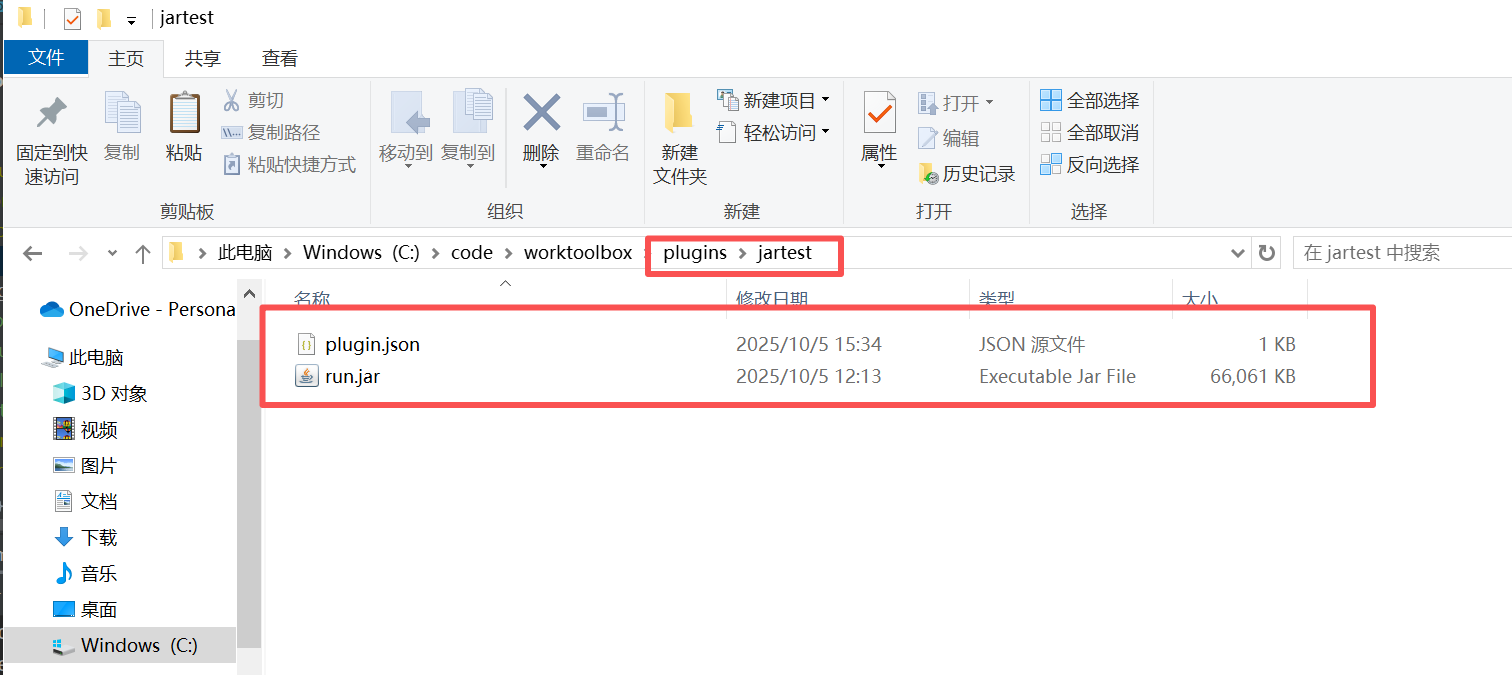 jartest
文件 主页 共享 查看
固定到快速访问
复制
粘贴
剪切
复制路径
粘贴快捷方式
剪贴板
移动到
复制到
删除
重命名
组织
新建文件夹
新建项目
轻松访问
新建
属性
打开
编辑
历史记录
打开
全部选择
全部取消
反向选择
选择
此电脑 Windows (C:) code worktoolbox plugins jartest
在 jartest 中搜索
名称 修改日期 类型 大小
plugin.json 2025/10/5 15:34 JSON 源文件 1 KB
run.jar 2025/10/5 12:13 Executable Jar File 66,061 KB
OneDrive - Persona
此电脑
3D 对象
视频
图片
文档
下载
音乐
桌面
Windows (C:)